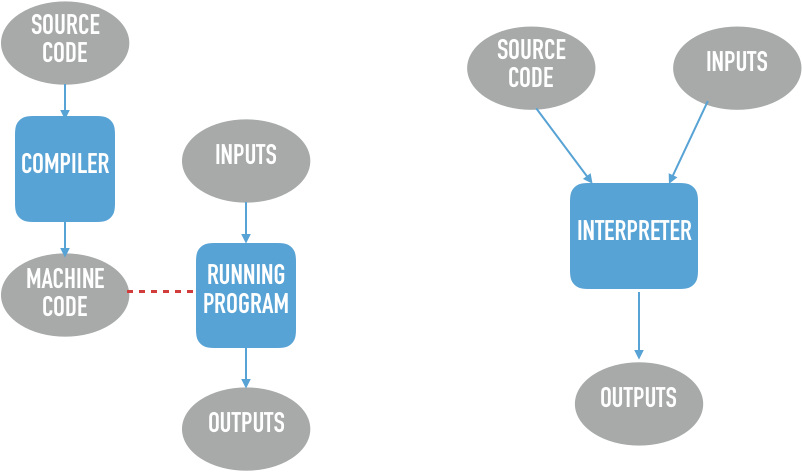 SOURCE
CODE
COMPILER
MACHINE
CODE
INPUTS
RUNNING
PROGRAM
OUTPUTS
SOURCE
CODE
INPUTS
INTERPRETER
OUTPUTS